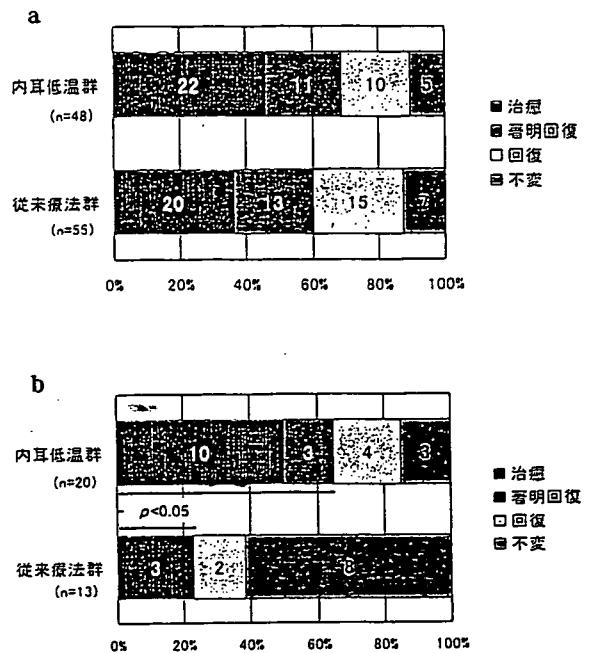 a
内耳低温群
(n=48)
22
11
10
5
従来療法群
(n=55)
20
13
15
7
0%
20%
40%
60%
80%
100%
■ 治癒
■ 著明回復
□ 回復
■ 不変
b
内耳低温群
(n=20)
10
3
4
3
p<0.05
従来療法群
(n=13)
3
2
8
0%
20%
40%
60%
80%
100%
■ 治癒
■ 著明回復
□ 回復
■ 不変